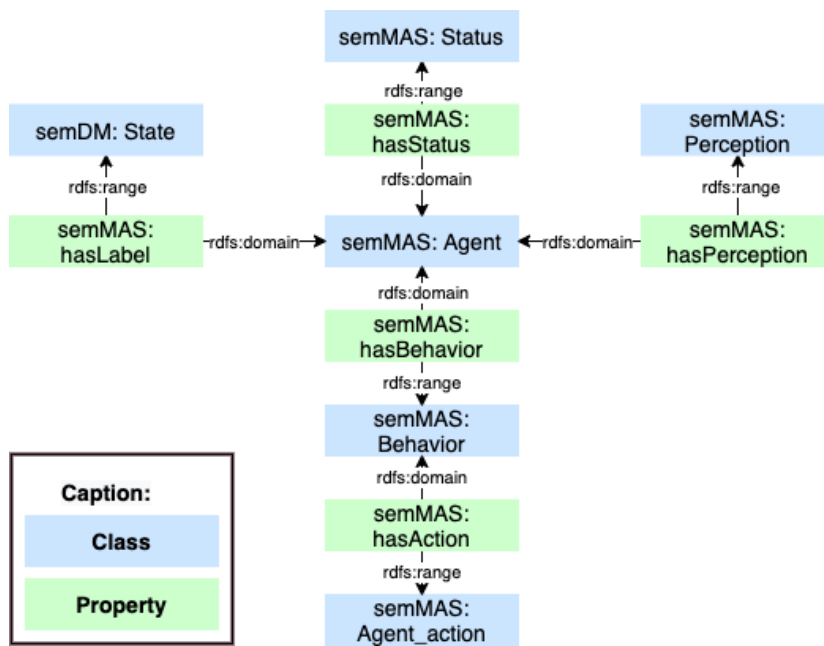 semMAS: Status
rdfs:range
semMAS:
hasStatus
rdfs:domain
semDM: State
rdfs:range
semMAS:
hasLabel
rdfs:domain
semMAS: Agent
semMAS:
Perception
rdfs:range
semMAS:
hasPerception
rdfs:domain
rdfs:domain
semMAS:
hasBehavior
rdfs:range
semMAS:
Behavior
rdfs:domain
semMAS:
hasAction
rdfs:range
semMAS:
Agent_action
Caption:
Class
Property